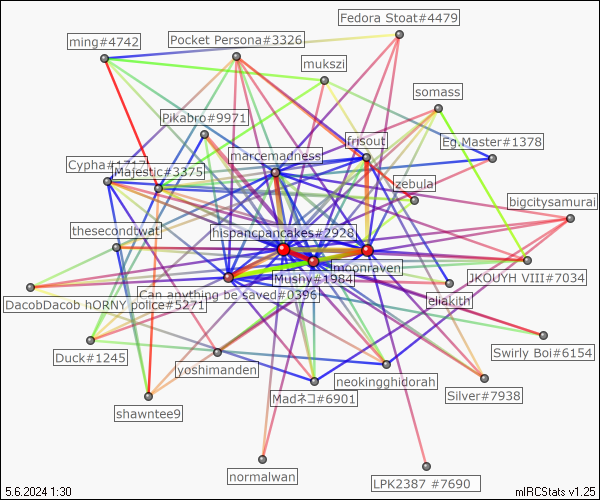 Fedora Stoat#4479
ming#4742
Pocket Persona#3326
mukszi
somass
Pikabro#9971
frisout
Eg.Master#1378
marcemadness
Cypha#1717
Majestic#3375
zebula
bigcitysamurai
thesecondtwat
hispancpancakes#2928
moonraven
Mushy#1984
JKOUYH VIII#7034
Can anything be saved#0396
eliakith
DacobDacob hORNY police#5271
Duck#1245
yoshimanden
Swirly Boi#6154
neokingghidorah
Madネコ#6901
Silver#7938
shawntee9
normalwan
LPK2387 #7690
5.6.2024 1:30
mIRCStats v1.25